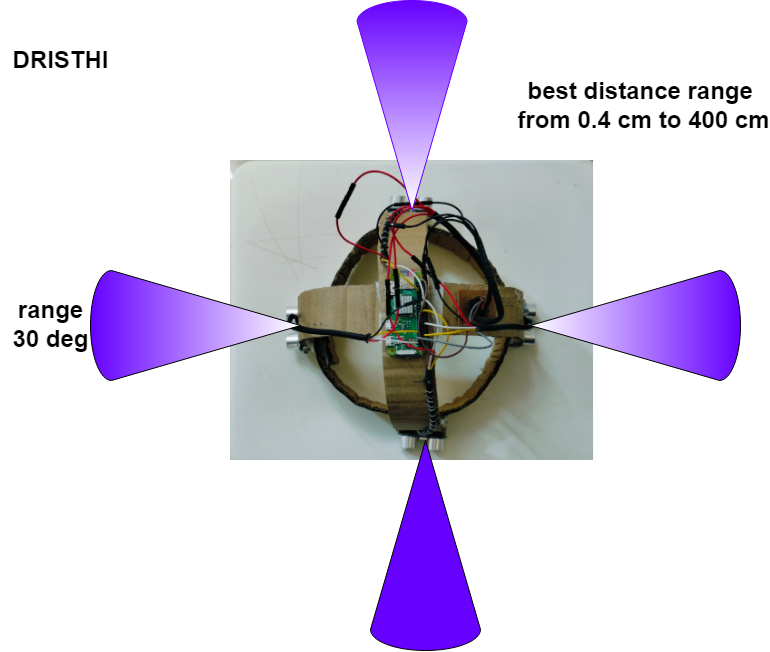 DRISTHI
best distance range
from 0.4 cm to 400 cm
range
30 deg